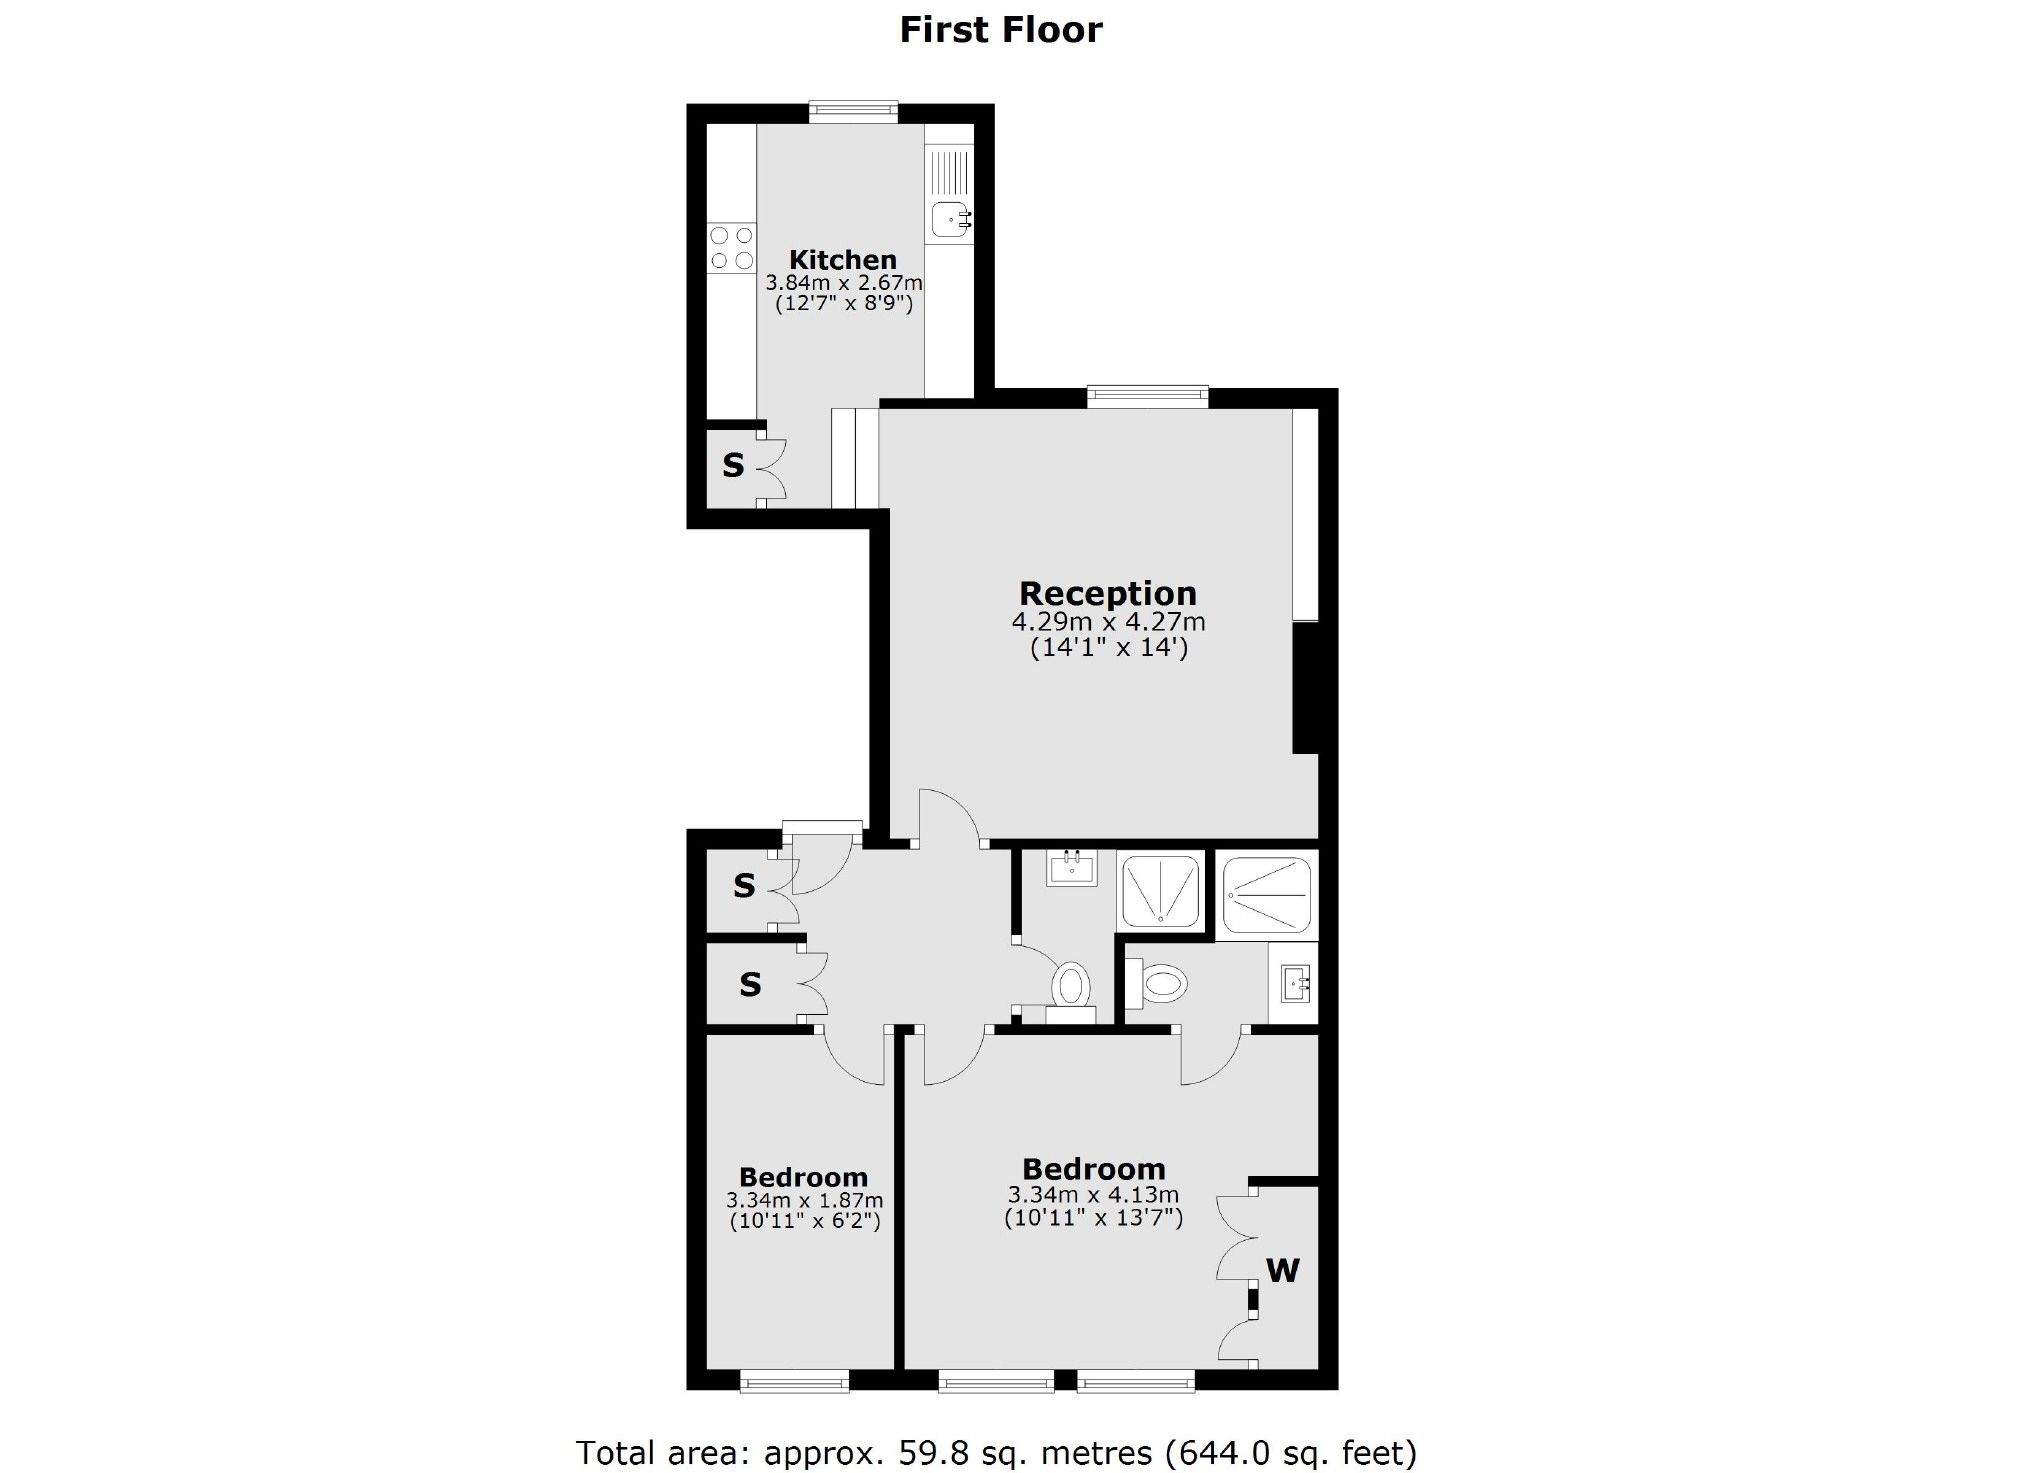 First Floor
Kitchen
3.84m x 2.67m
(12'7" x 8'9")
S
Reception
4.29m x 4.27m
(14'1" x 14')
S
S
Bedroom
3.34m x 1.87m
(10'11" x 6'2")
Bedroom
3.34m x 4.13m
(10'11" x 13'7")
W
Total area: approx. 59.8 sq. metres (644.0 sq. feet)